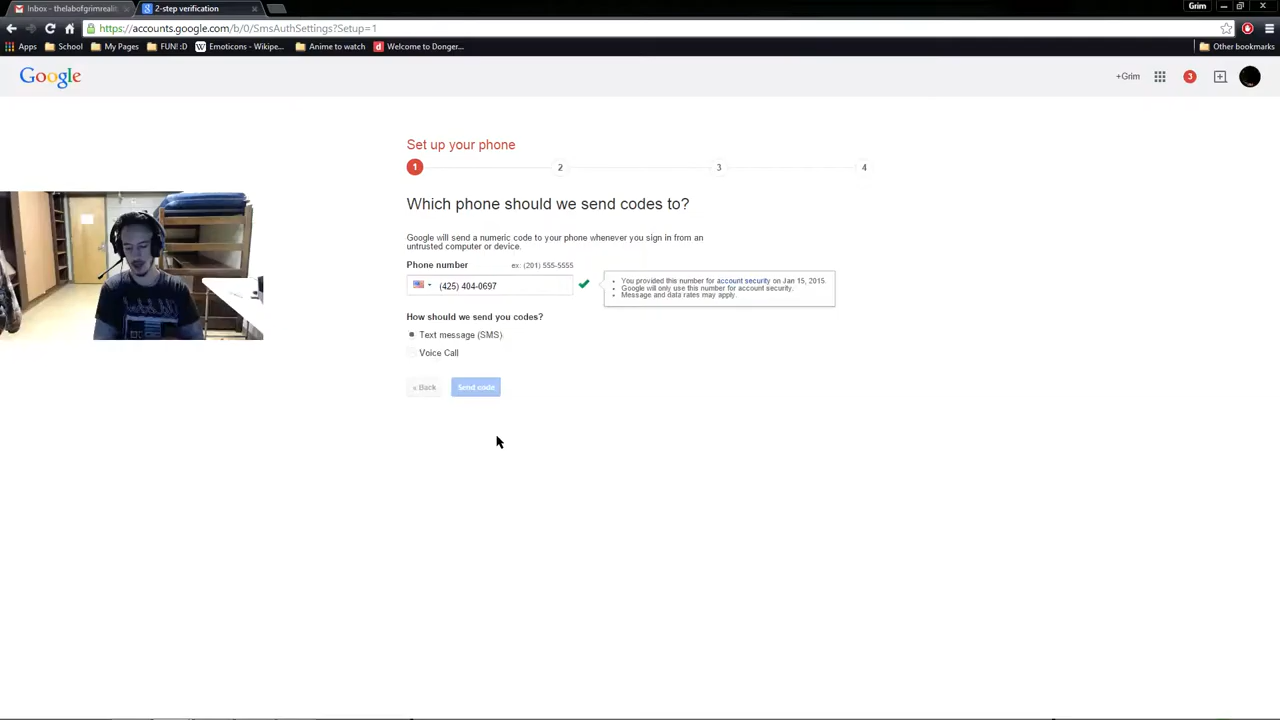 Inbox - thelabofgrimreali
2-step verification
Grim
https://accounts.google.com/b/0/SmsAuthSettings?Setup=1
Apps
School
My Pages
FUN! :D
Emoticons - Wikipe...
Anime to watch
Welcome to Donger...
Other bookmarks
Google
+Grim
3
Set up your phone
1
2
3
4
Which phone should we send codes to?
Google will send a numeric code to your phone whenever you sign in from an
untrusted computer or device.
Phone number
ex: (201) 555-5555
(425) 404-0697
You provided this number for account security on Jan 15, 2015.
Google will only use this number for account security.
Message and data rates may apply.
How should we send you codes?
Text message (SMS)
Voice Call
« Back
Send code